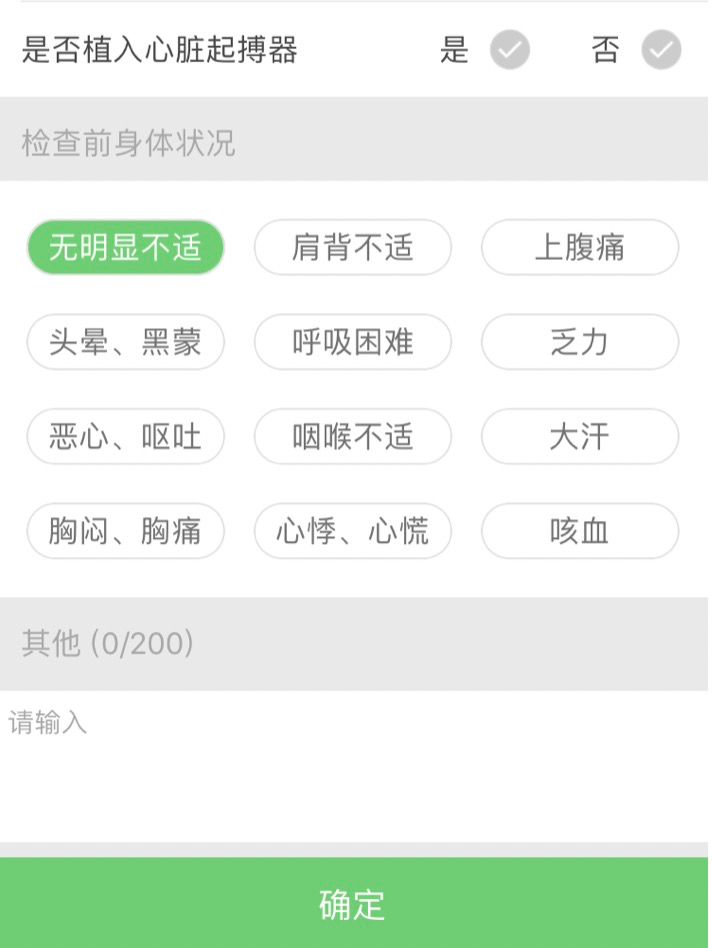 是否植入心脏起搏器 是 否
检查前身体状况
无明显不适 肩背不适 上腹痛
头晕、黑蒙 呼吸困难 乏力
恶心、呕吐 咽喉不适 大汗
胸闷、胸痛 心悸、心慌 咳血
其他 (0/200)
请输入
确定